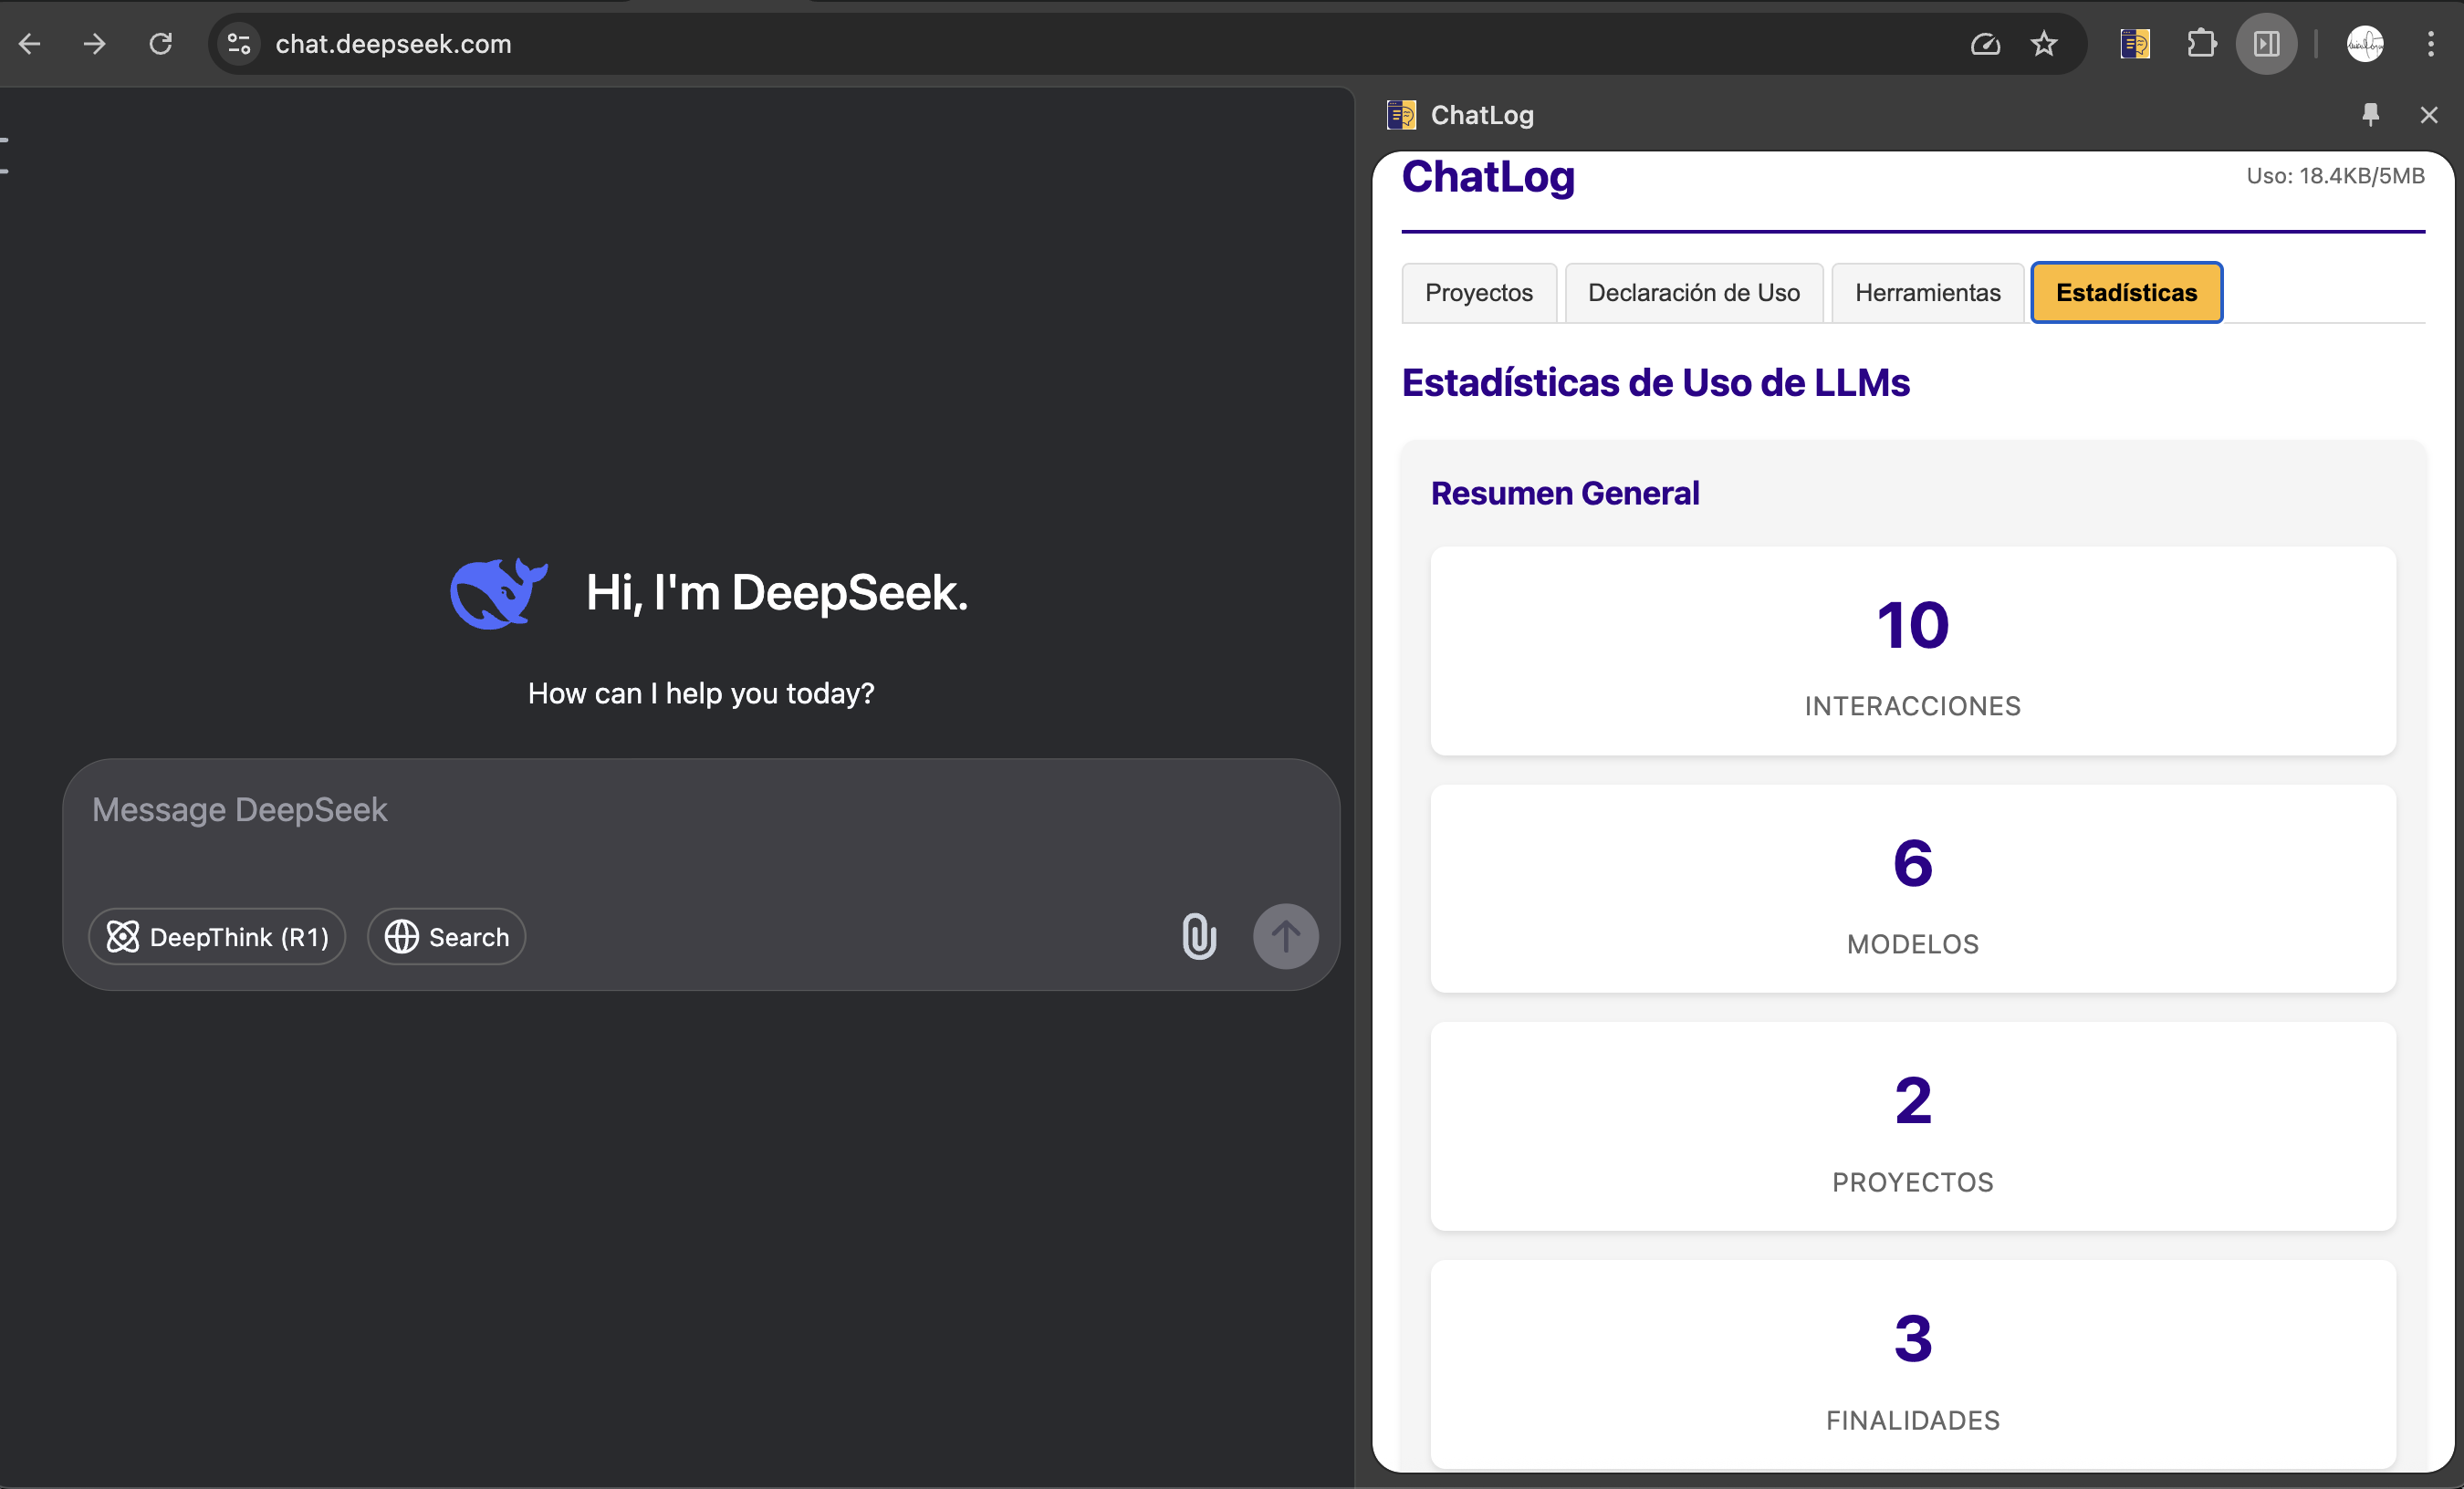 chat.deepseek.com
Hi, I'm DeepSeek.
How can I help you today?
Message DeepSeek
DeepThink (R1)
Search
ChatLog
ChatLog
Uso: 18.4KB/5MB
Proyectos
Declaración de Uso
Herramientas
Estadísticas
Estadísticas de Uso de LLMs
Resumen General
10
INTERACCIONES
6
MODELOS
2
PROYECTOS
3
FINALIDADES